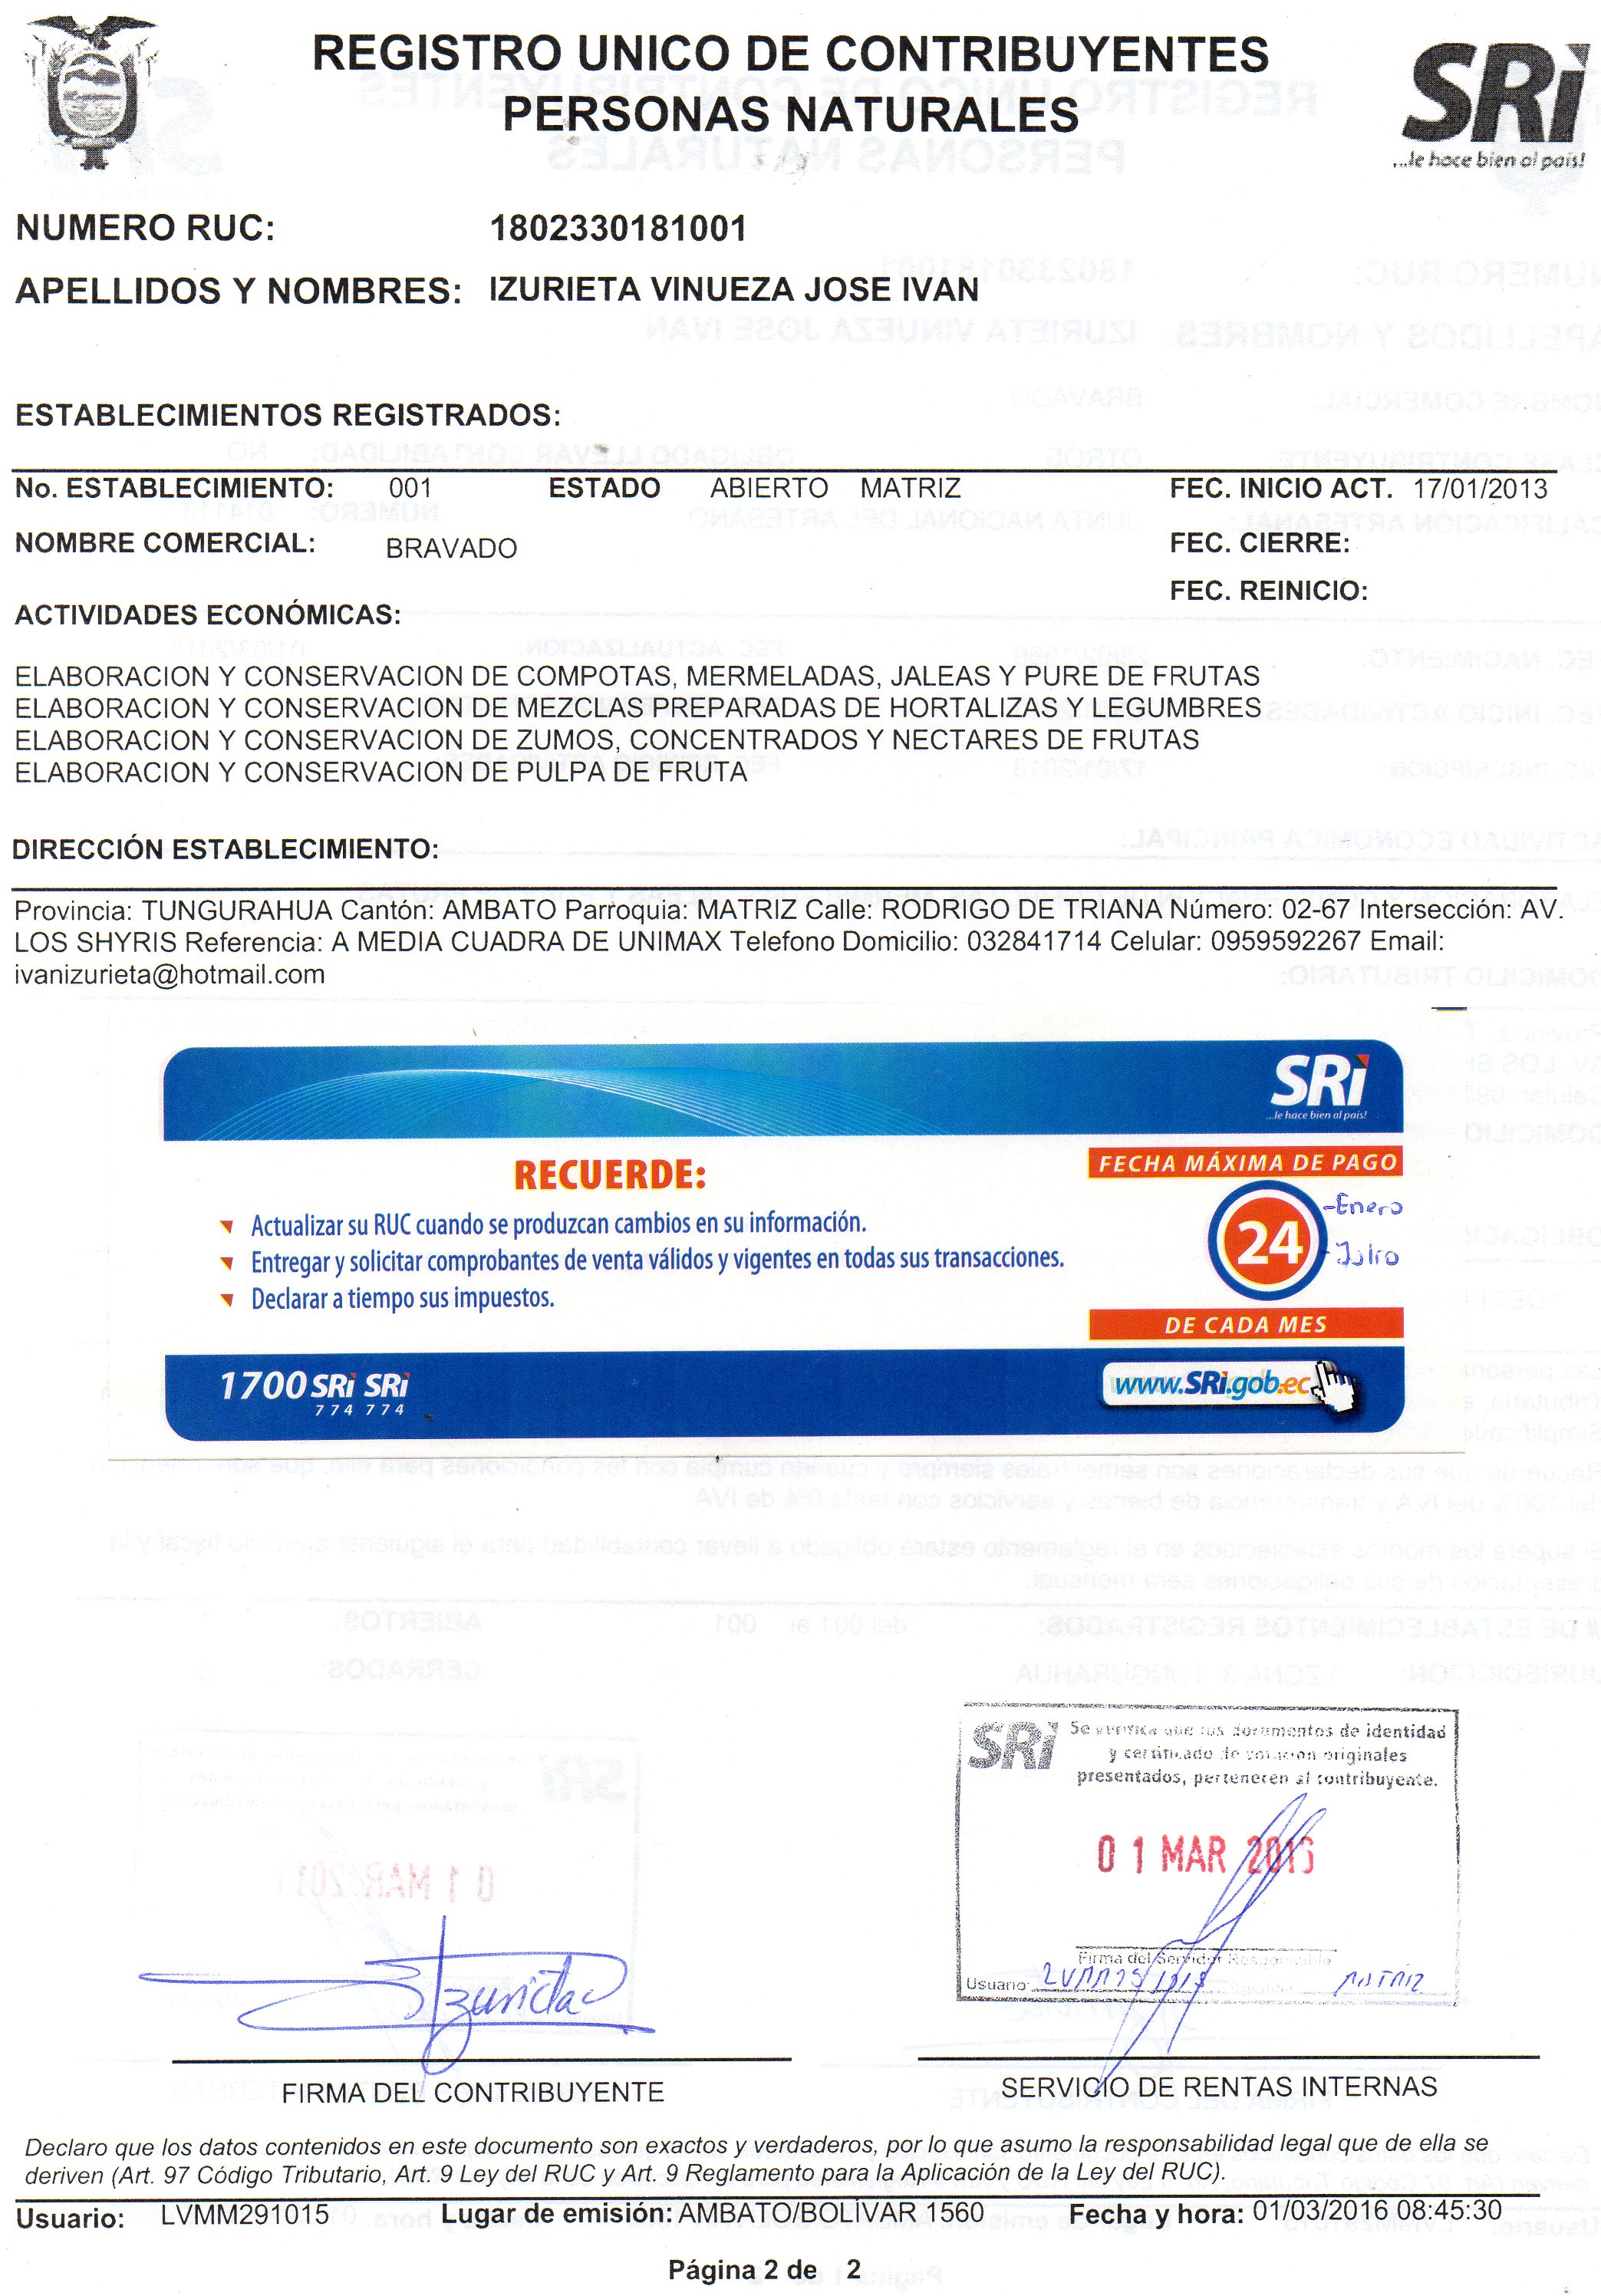 REGISTRO UNICO DE CONTRIBUYENTES
PERSONAS NATURALES
SRi
...le hace bien al país!
NUMERO RUC: 1802330181001
APELLIDOS Y NOMBRES: IZURIETA VINUEZA JOSE IVAN
ESTABLECIMIENTOS REGISTRADOS:
No. ESTABLECIMIENTO: 001 ESTADO ABIERTO MATRIZ FEC. INICIO ACT. 17/01/2013
NOMBRE COMERCIAL: BRAVADO FEC. CIERRE:
FEC. REINICIO:
ACTIVIDADES ECONÓMICAS:
ELABORACION Y CONSERVACION DE COMPOTAS, MERMELADAS, JALEAS Y PURE DE FRUTAS
ELABORACION Y CONSERVACION DE MEZCLAS PREPARADAS DE HORTALIZAS Y LEGUMBRES
ELABORACION Y CONSERVACION DE ZUMOS, CONCENTRADOS Y NECTARES DE FRUTAS
ELABORACION Y CONSERVACION DE PULPA DE FRUTA
DIRECCIÓN ESTABLECIMIENTO:
Provincia: TUNGURAHUA Cantón: AMBATO Parroquia: MATRIZ Calle: RODRIGO DE TRIANA Número: 02-67 Intersección: AV.
LOS SHYRIS Referencia: A MEDIA CUADRA DE UNIMAX Telefono Domicilio: 032841714 Celular: 0959592267 Email:
ivanizurieta@hotmail.com
SRi
...le hace bien al país!
RECUERDE:
Actualizar su RUC cuando se produzcan cambios en su información.
Entregar y solicitar comprobantes de venta válidos y vigentes en todas sus transacciones.
Declarar a tiempo sus impuestos.
FECHA MÁXIMA DE PAGO
24
-Enero
-Julio
DE CADA MES
1700 SRi SRi
774 774
www.SRi.gob.ec
SRi
Se verifica que los documentos de identidad
y certificado de votación originales
presentados, pertenecen al contribuyente.
01 MAR 2016
Firma del Servidor Responsable
Usuario: MATRIZ
Izurieta
FIRMA DEL CONTRIBUYENTE
SERVICIO DE RENTAS INTERNAS
Declaro que los datos contenidos en este documento son exactos y verdaderos, por lo que asumo la responsabilidad legal que de ella se
deriven (Art. 97 Código Tributario, Art. 9 Ley del RUC y Art. 9 Reglamento para la Aplicación de la Ley del RUC).
Usuario: LVMM291015 Lugar de emisión: AMBATO/BOLÍVAR 1560 Fecha y hora: 01/03/2016 08:45:30
Página 2 de 2